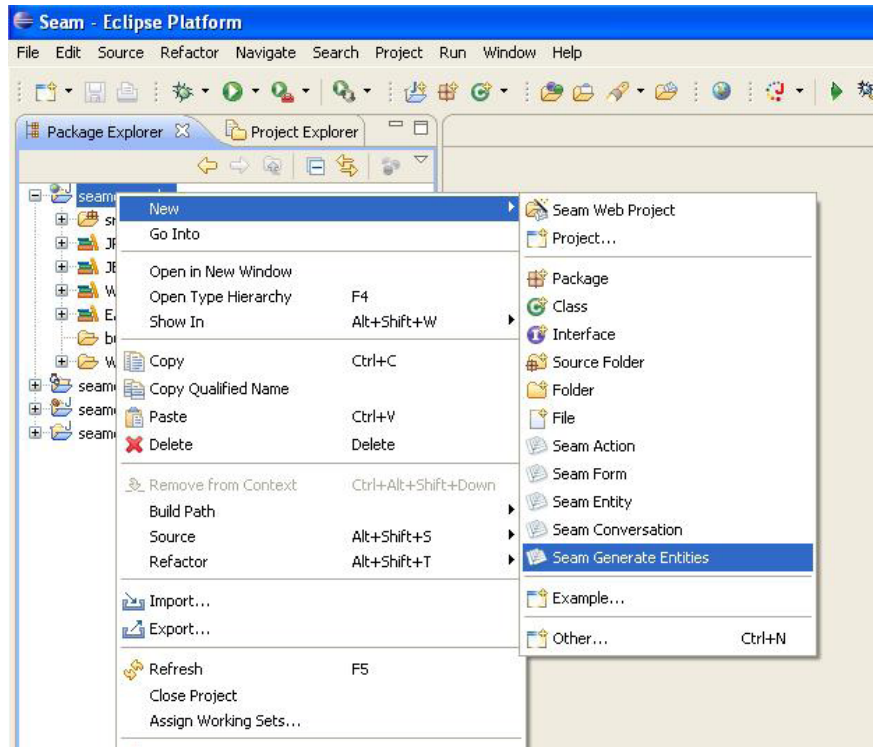 Seam - Eclipse Platform
File Edit Source Refactor Navigate Search Project Run Window Help
Package Explorer Project Explorer
New
Go Into
Open in New Window
Open Type Hierarchy F4
Show In Alt+Shift+W
Copy Ctrl+C
Copy Qualified Name
Paste Ctrl+V
Delete Delete
Remove from Context Ctrl+Alt+Shift+Down
Build Path
Source Alt+Shift+S
Refactor Alt+Shift+T
Import...
Export...
Refresh F5
Close Project
Assign Working Sets...
Seam Web Project
Project...
Package
Class
Interface
Source Folder
Folder
File
Seam Action
Seam Form
Seam Entity
Seam Conversation
Seam Generate Entities
Example...
Other... Ctrl+N